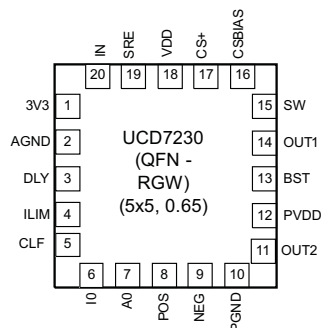 IN
SRE
VDD
CS+
CSBIAS
20
19
18
17
16
3V3
1
AGND
2
DLY
3
ILIM
4
CLF
5
UCD7230
(QFN -
RGW)
(5x5, 0.65)
15
SW
14
OUT1
13
BST
12
PVDD
11
OUT2
6
7
8
9
10
I0
A0
POS
NEG
PGND